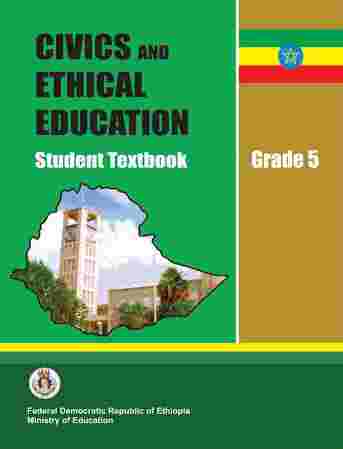 CIVICS AND
ETHICAL
EDUCATION
Student Textbook
Grade 5
Federal Democratic Republic of Ethiopia
Ministry of Education